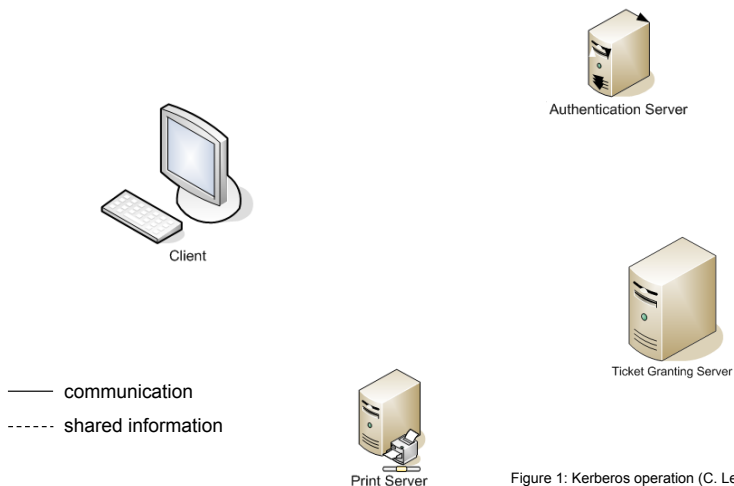 Authentication Server
Client
Ticket Granting Server
communication
shared information
Print Server
Figure 1: Kerberos operation (C. Le